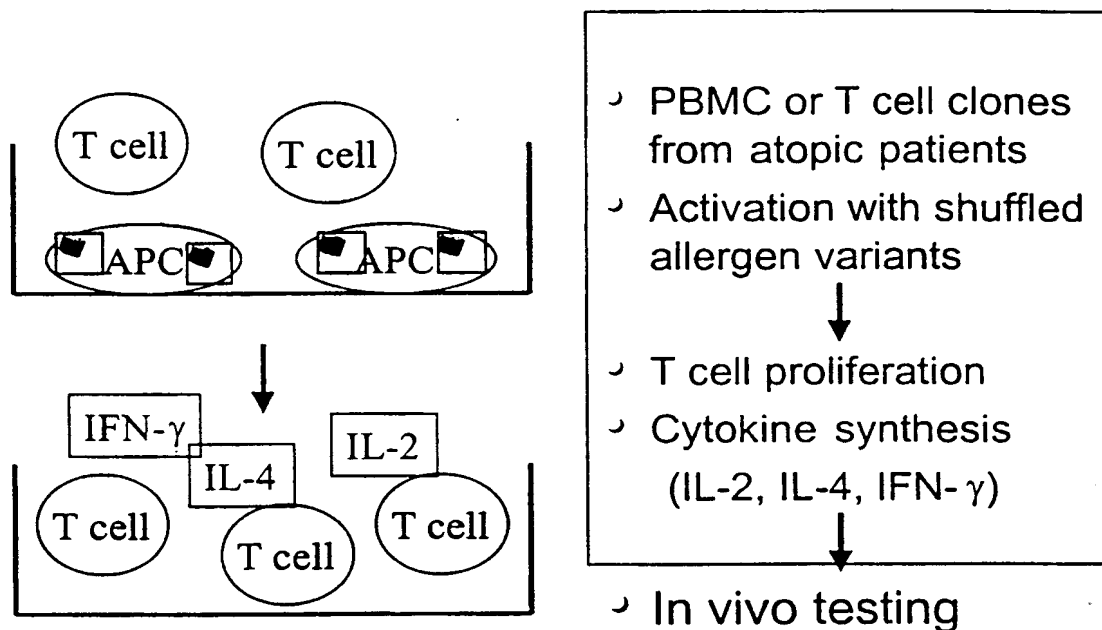 T cell
T cell
APC
APC
IFN-γ
IL-4
IL-2
T cell
T cell
T cell
PBMC or T cell clones
from atopic patients
Activation with shuffled
allergen variants
T cell proliferation
Cytokine synthesis
(IL-2, IL-4, IFN- γ)
In vivo testing